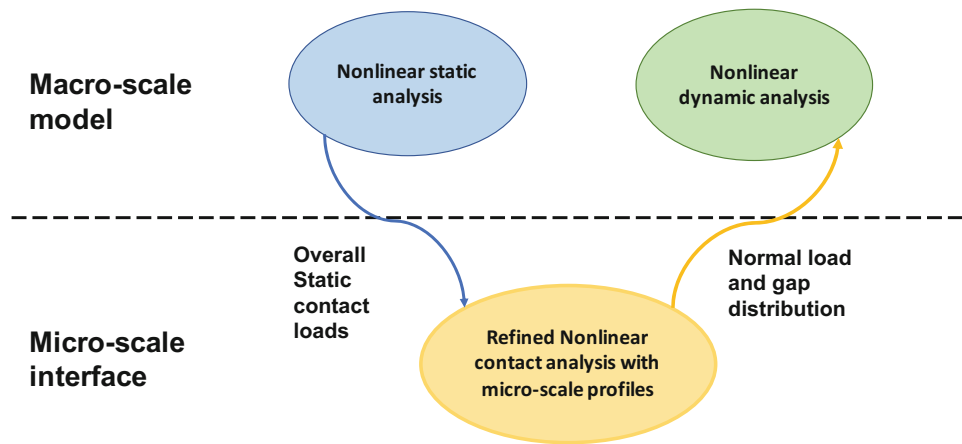 Macro-scale
model
Nonlinear static
analysis
Nonlinear
dynamic analysis
Overall
Static
contact
loads
Normal load
and gap
distribution
Micro-scale
interface
Refined Nonlinear
contact analysis with
micro-scale profiles